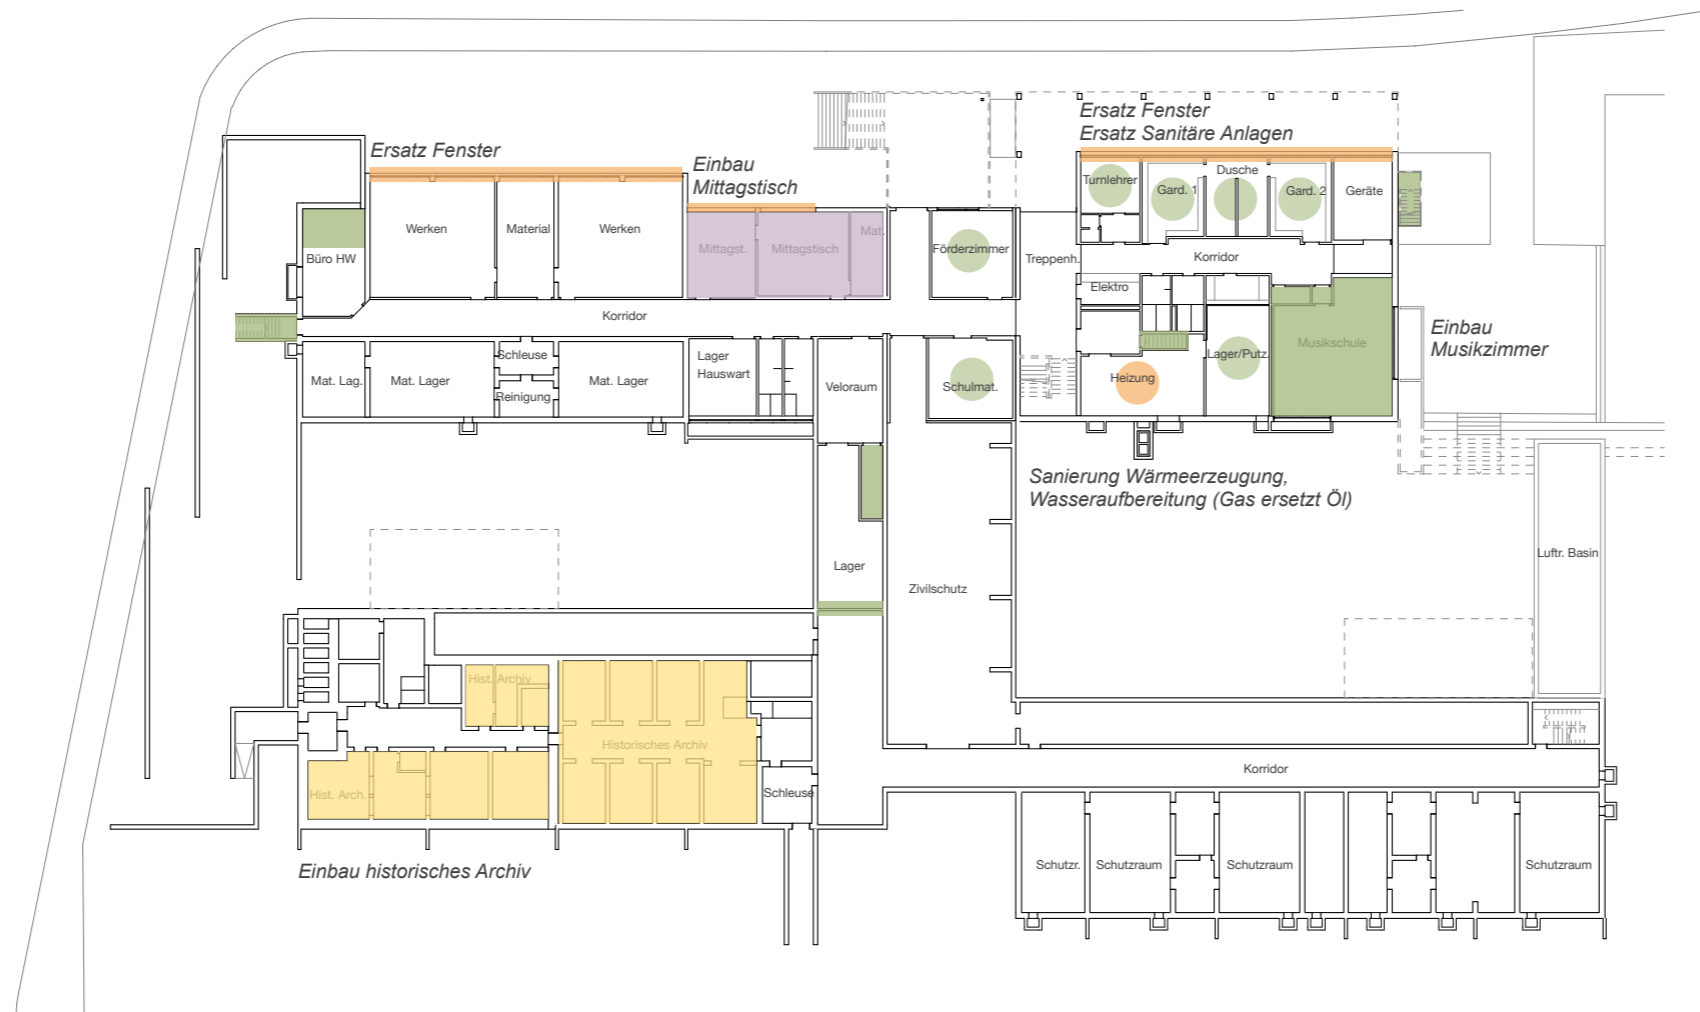 Ersatz Fenster
Ersatz Sanitäre Anlagen
Ersatz Fenster
Einbau
Mittagstisch
Turnlehrer
Gard. 1
Dusche
Gard. 2
Geräte
Werken
Material
Werken
Mittagst.
Mittagstisch
Mat.
Förderzimmer
Treppenh.
Korridor
Büro HW
Elektro
Korridor
Einbau
Musikzimmer
Musikschule
Schleuse
Lager
Hauswart
Lager/Putz.
Mat. Lag.
Mat. Lager
Mat. Lager
Reinigung
Veloraum
Schulmat.
Heizung
Sanierung Wärmeerzeugung,
Wasseraufbereitung (Gas ersetzt Öl)
Luftr. Basin
Lager
Zivilschutz
Hist. Archiv
Historisches Archiv
Korridor
Hist. Arch.
Schleuse
Einbau historisches Archiv
Schutzr.
Schutzraum
Schutzraum
Schutzraum